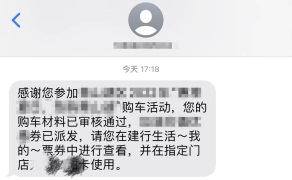 今天 17:18
感谢您参加
购车活动，您的
购车材料已审核通过，
券已派发，请您在建行生活～我
的～票券中进行查看，并在指定门
店 卡使用。